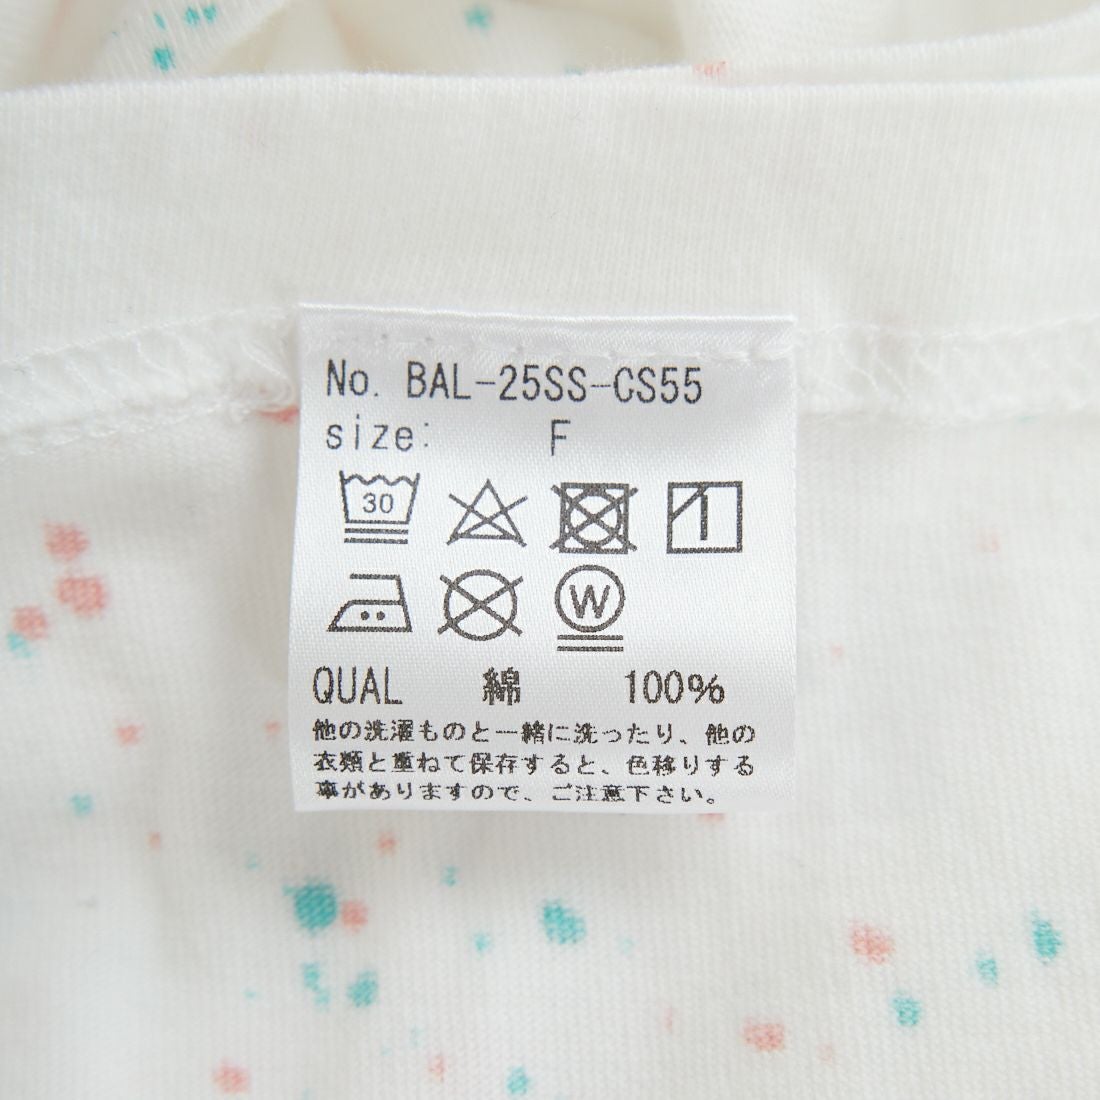 No. BAL-25SS-CS55
size: F
30
W
QUAL 綿 100%
他の洗濯ものと一緒に洗ったり、他の
衣類と重ねて保存すると、色移りする
事がありますので、ご注意下さい。